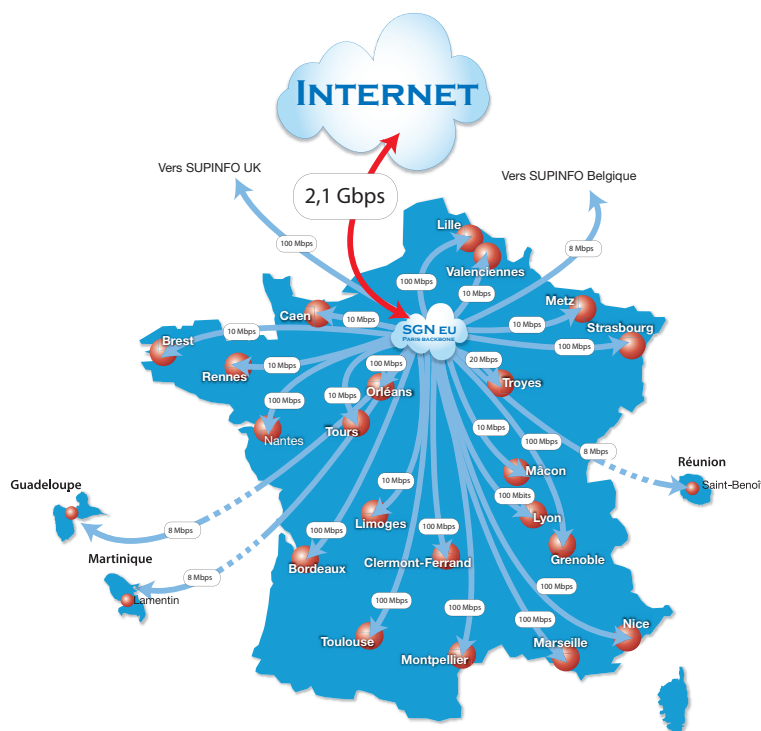 INTERNET
Vers SUPINFO UK
Vers SUPINFO Belgique
2,1 Gbps
Lille
100 Mbps
8 Mbps
Valenciennes
100 Mbps
10 Mbps
Metz
Caen
10 Mbps
SGN EU
PARIS BACKBONE
10 Mbps
Strasbourg
Brest
10 Mbps
100 Mbps
Rennes
10 Mbps
100 Mbps
20 Mbps
Troyes
Orléans
100 Mbps
10 Mbps
Nantes
Tours
10 Mbps
100 Mbps
8 Mbps
Réunion
Mâcon
Saint-Benoî
Guadeloupe
10 Mbps
100 Mbits
8 Mbps
Limoges
Lyon
100 Mbps
100 Mbps
Martinique
Bordeaux
Clermont-Ferrand
Grenoble
8 Mbps
Lamentin
100 Mbps
100 Mbps
100 Mbps
100 Mbps
Toulouse
Nice
Montpellier
Marseille